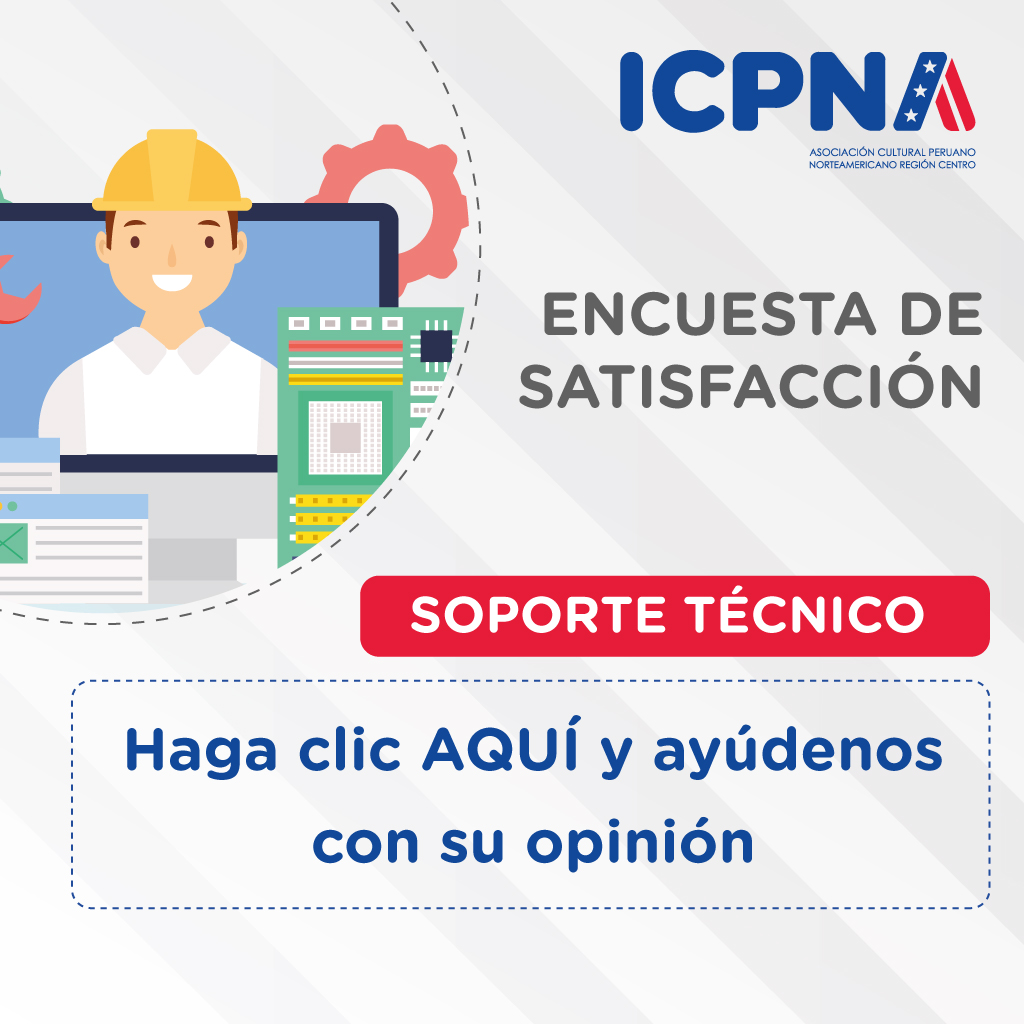 ICPNA
ASOCIACIÓN CULTURAL PERUANO
NORTEAMERICANO REGIÓN CENTRO
ENCUESTA DE
SATISFACCIÓN
SOPORTE TÉCNICO
Haga clic AQUÍ y ayúdenos
con su opinión